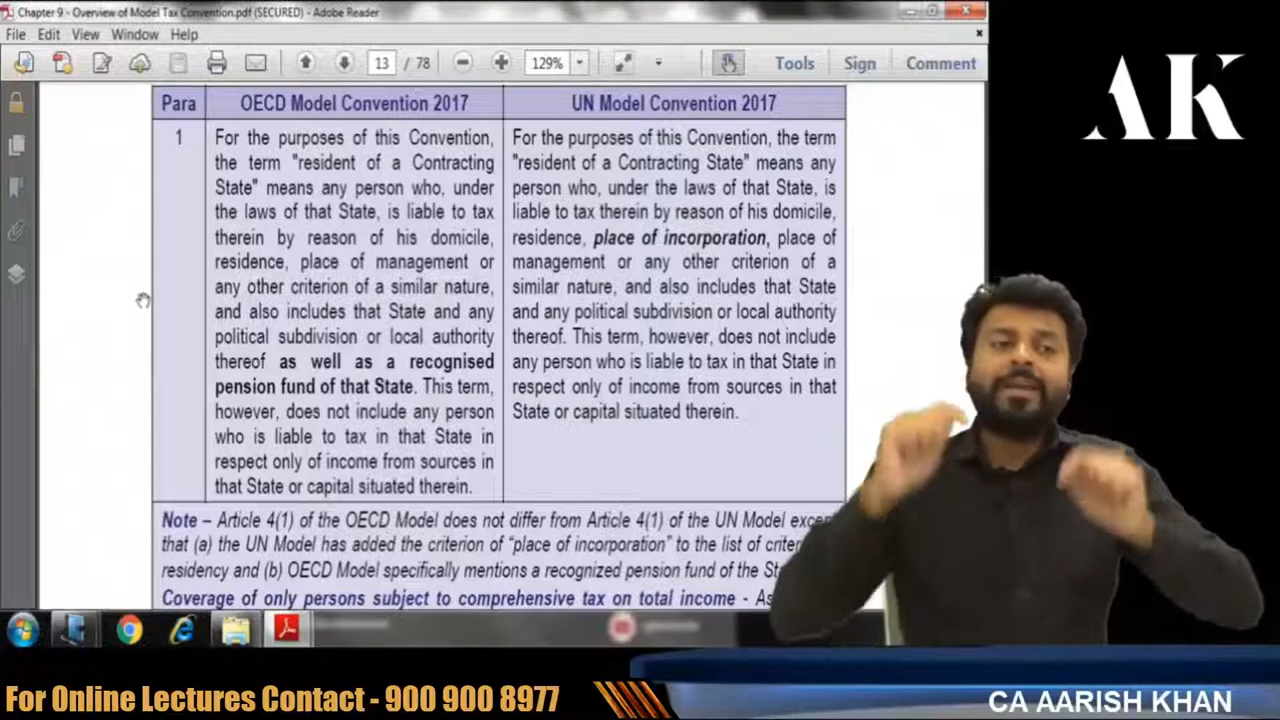 Chapter 9 - Overview of Model Tax Convention.pdf (SECURED) - Adobe Reader
File Edit View Window Help
13 / 78 129% Tools Sign Comment
AK
Para OECD Model Convention 2017 UN Model Convention 2017
1
For the purposes of this Convention,
the term "resident of a Contracting
State" means any person who, under
the laws of that State, is liable to tax
therein by reason of his domicile,
residence, place of management or
any other criterion of a similar nature,
and also includes that State and any
political subdivision or local authority
thereof as well as a recognised
pension fund of that State. This term,
however, does not include any person
who is liable to tax in that State in
respect only of income from sources in
that State or capital situated therein.
For the purposes of this Convention, the term
"resident of a Contracting State" means any
person who, under the laws of that State, is
liable to tax therein by reason of his domicile,
residence, place of incorporation, place of
management or any other criterion of a
similar nature, and also includes that State
and any political subdivision or local authority
thereof. This term, however, does not include
any person who is liable to tax in that State in
respect only of income from sources in that
State or capital situated therein.
Note – Article 4(1) of the OECD Model does not differ from Article 4(1) of the UN Model
that (a) the UN Model has added the criterion of "place of incorporation" to the list of
residency and (b) OECD Model specifically mentions a recognized pension fund of the
Coverage of only persons subject to comprehensive tax on total income -
For Online Lectures Contact - 900 900 8977
CA AARISH KHAN